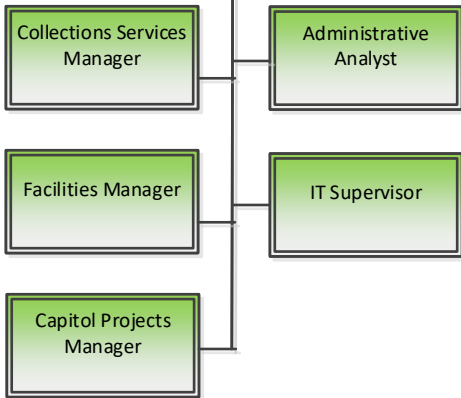 Collections Services
Manager
Administrative
Analyst
Facilities Manager
IT Supervisor
Capitol Projects
Manager